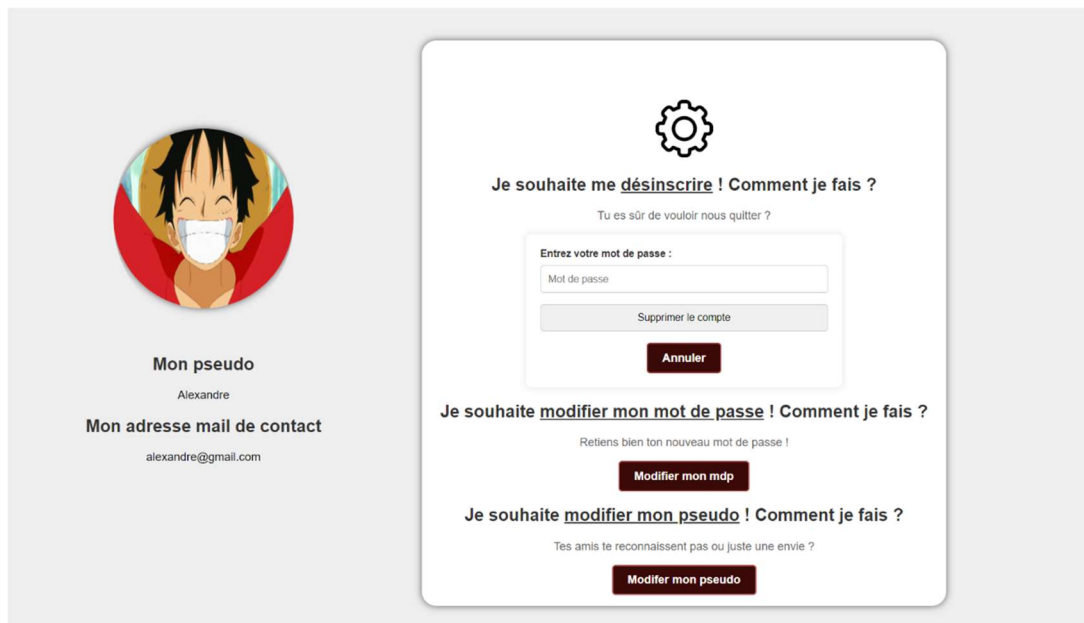 Mon pseudo
Alexandre
Mon adresse mail de contact
alexandre@gmail.com
Je souhaite me désinscrire ! Comment je fais ?
Tu es sûr de vouloir nous quitter ?
Entrez votre mot de passe :
Mot de passe
Supprimer le compte
Annuler
Je souhaite modifier mon mot de passe ! Comment je fais ?
Retiens bien ton nouveau mot de passe !
Modifier mon mdp
Je souhaite modifier mon pseudo ! Comment je fais ?
Tes amis te reconnaissent pas ou juste une envie ?
Modifer mon pseudo